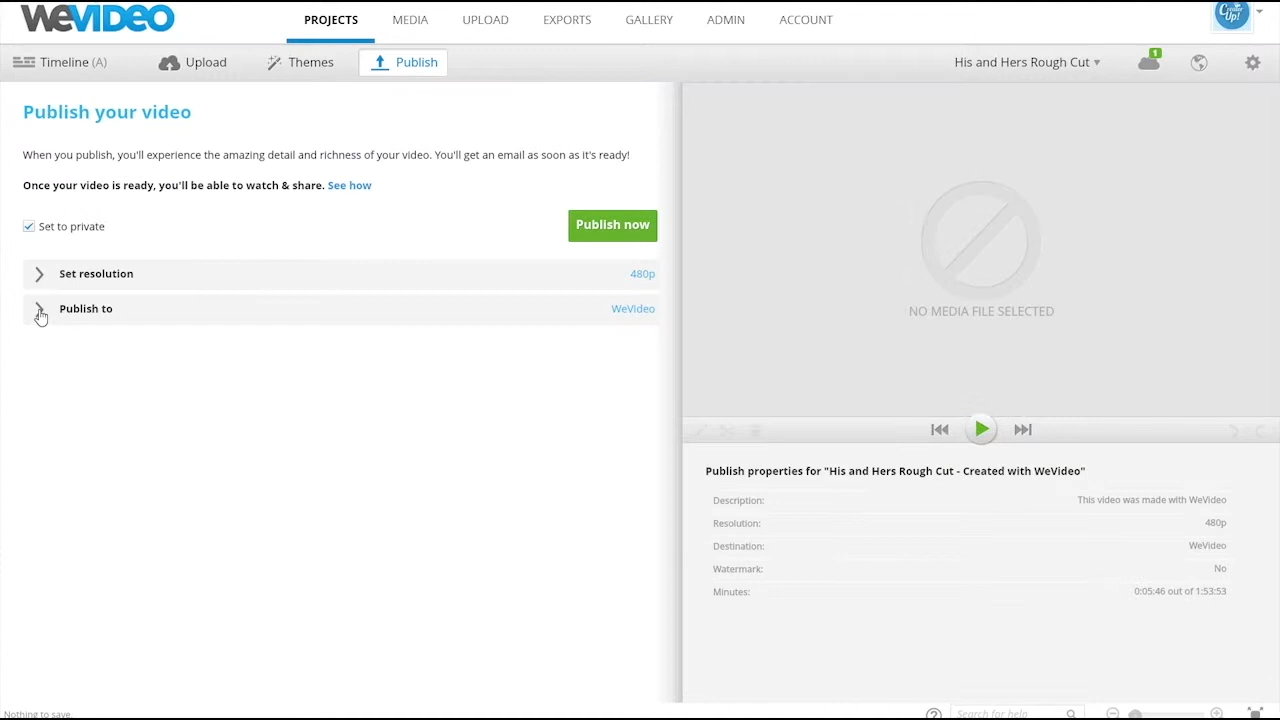 WEVIDEO
PROJECTS MEDIA UPLOAD EXPORTS GALLERY ADMIN ACCOUNT
Timeline (A) Upload Themes Publish His and Hers Rough Cut 1
Publish your video
When you publish, you'll experience the amazing detail and richness of your video. You'll get an email as soon as it's ready!
Once your video is ready, you'll be able to watch & share. See how
Set to private
Publish now
Set resolution 480p
Publish to WeVideo
NO MEDIA FILE SELECTED
Publish properties for "His and Hers Rough Cut - Created with WeVideo"
Description: This video was made with WeVideo
Resolution: 480p
Destination: WeVideo
Watermark: No
Minutes: 0:05:46 out of 1:53:53
Nothing to save.
Search for help